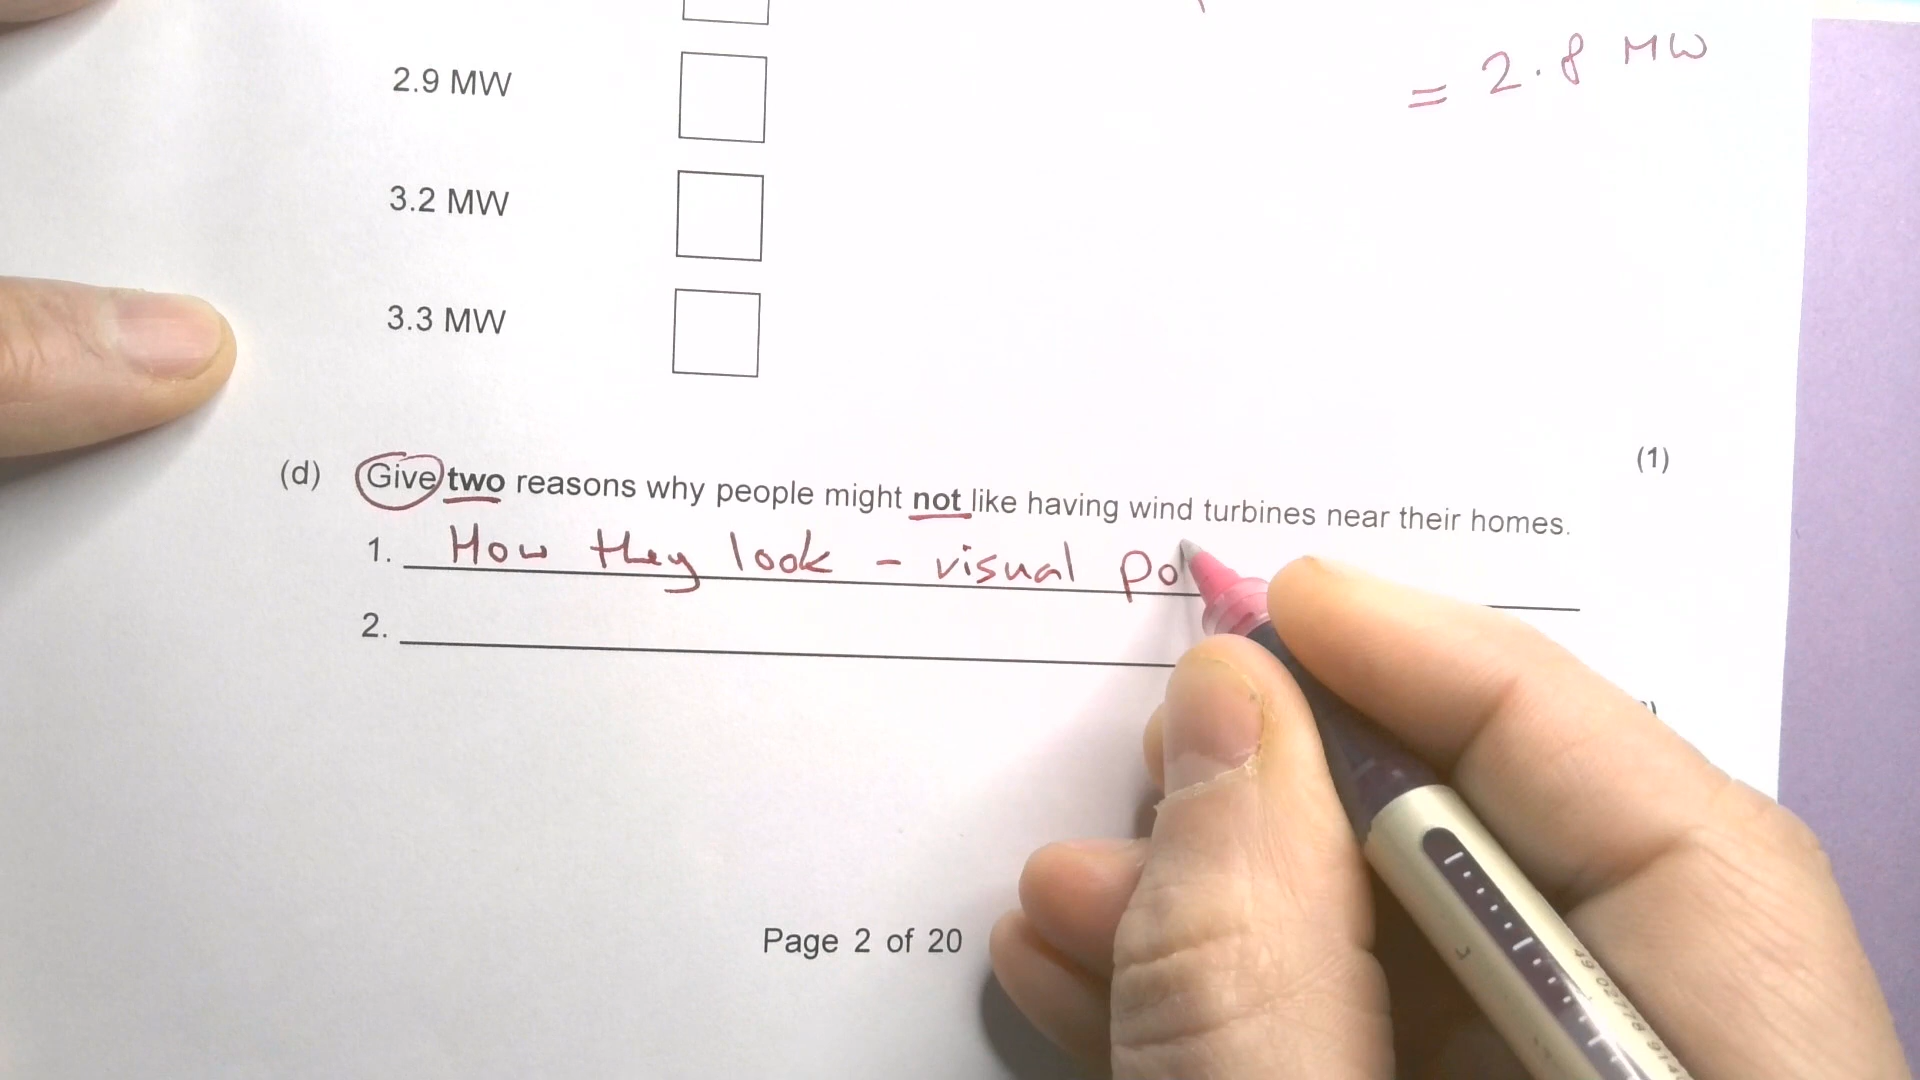 = 2.8 MW
2.9 MW
3.2 MW
3.3 MW
(1)
(d) Give two reasons why people might not like having wind turbines near their homes.
1. How they look - visual po
2.
Page 2 of 20